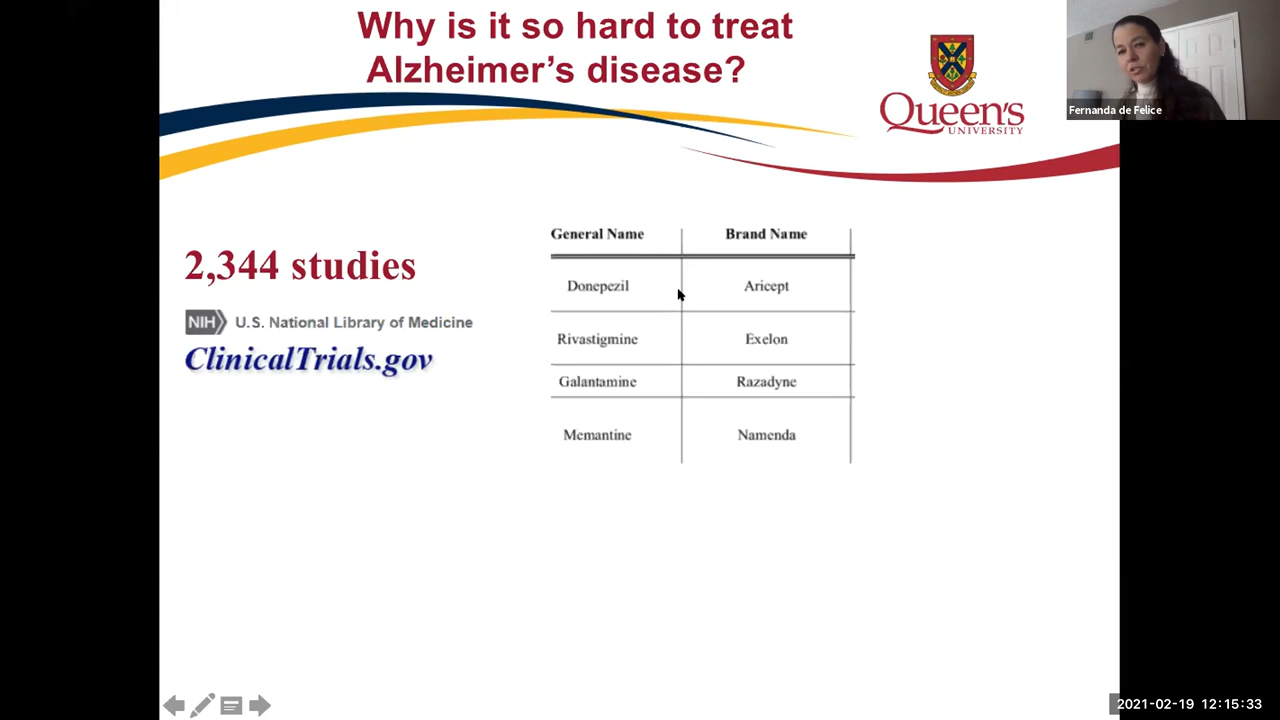 Why is it so hard to treat
Alzheimer's disease?
Queen's
UNIVERSITY
Fernanda de Felice
2,344 studies
NIH U.S. National Library of Medicine
ClinicalTrials.gov
General Name Brand Name
Donepezil Aricept
Rivastigmine Exelon
Galantamine Razadyne
Memantine Namenda
2021-02-19 12:15:33